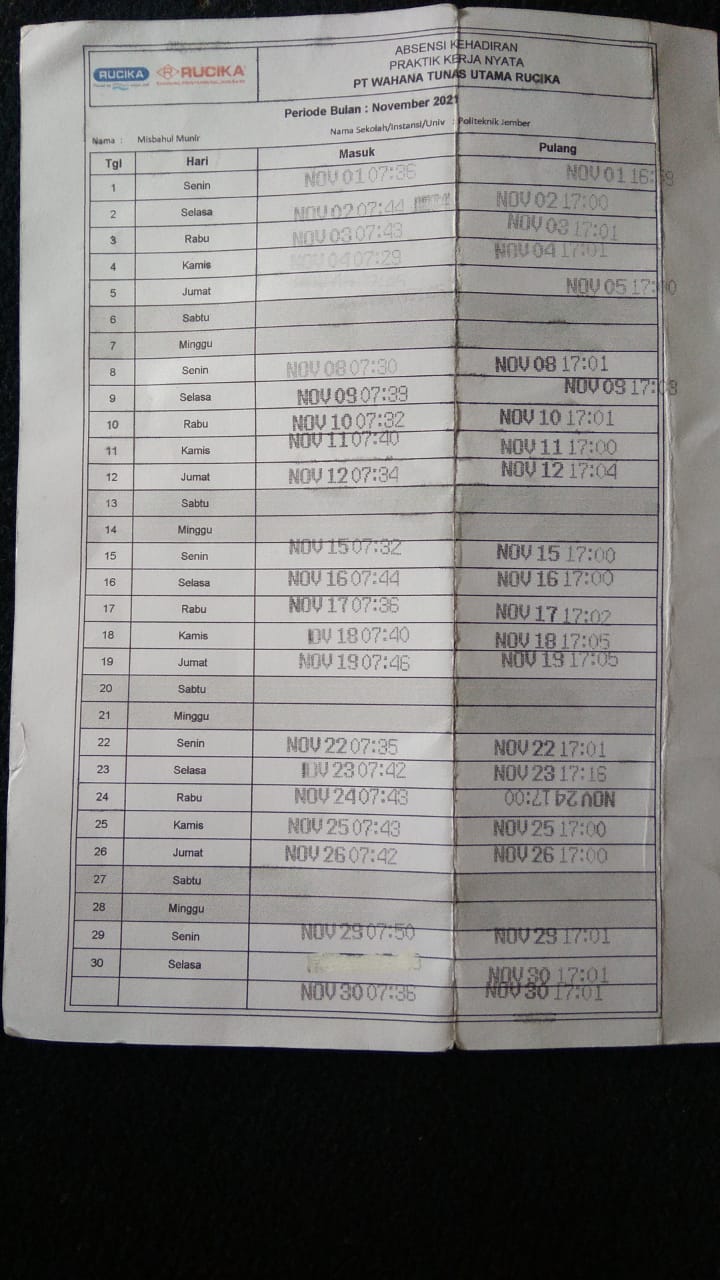 RUCIKA
RUCIKA
ABSENSI KEHADIRAN
PRAKTIK KERJA NYATA
PT WAHANA TUNAS UTAMA RUCIKA
Periode Bulan : November 2021
Nama : Misbahul Munir Nama Sekolah/Instansi/Univ : Politeknik Jember
Tgl Hari Masuk Pulang
1 Senin NOV 01 07:36 NOV 01 16:
2 Selasa NOV 02 07:44 NOV 02 17:00
3 Rabu NOV 03 07:43 NOV 03 17:01
4 Kamis NOV 04 07:29 NOV 04 17:01
5 Jumat NOV 05 17:
6 Sabtu
7 Minggu
8 Senin NOV 08 07:30 NOV 08 17:01
9 Selasa NOV 09 07:39 NOV 09 17:
10 Rabu NOV 10 07:32 NOV 10 17:01
11 Kamis NOV 11 07:40 NOV 11 17:00
12 Jumat NOV 12 07:34 NOV 12 17:04
13 Sabtu
14 Minggu
15 Senin NOV 15 07:32 NOV 15 17:00
16 Selasa NOV 16 07:44 NOV 16 17:00
17 Rabu NOV 17 07:36 NOV 17 17:02
18 Kamis OV 18 07:40 NOV 18 17:05
19 Jumat NOV 19 07:46 NOV 19 17:05
20 Sabtu
21 Minggu
22 Senin NOV 22 07:35 NOV 22 17:01
23 Selasa OV 23 07:42 NOV 23 17:16
24 Rabu NOV 24 07:43 NOV 24 17:00
25 Kamis NOV 25 07:43 NOV 25 17:00
26 Jumat NOV 26 07:42 NOV 26 17:00
27 Sabtu
28 Minggu
29 Senin NOV 29 07:50 NOV 29 17:01
30 Selasa NOV 30 17:01
NOV 30 07:36 NOV 30 17:01